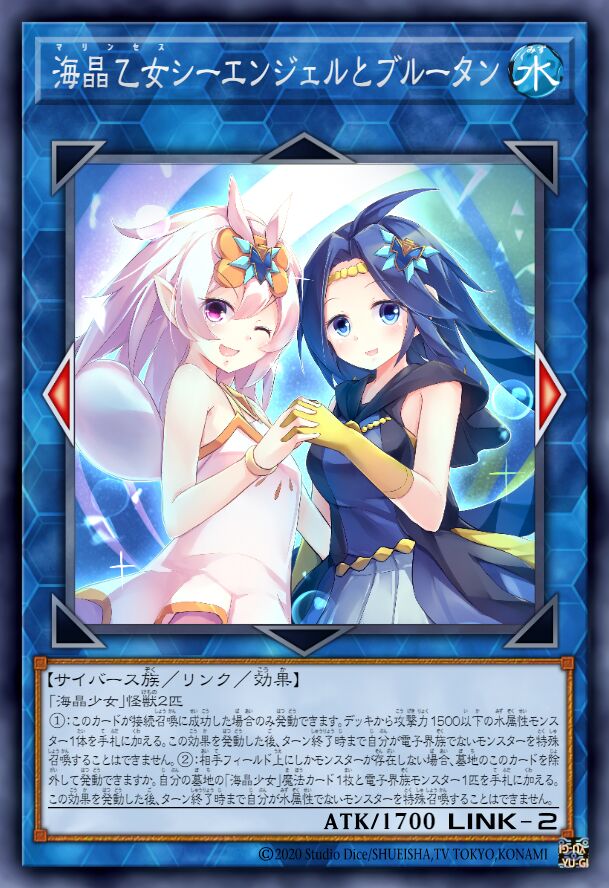 マリンセス
海晶乙女シーエンジェルとブルータン
みず
水
【サイバース族／リンク／効果】
「海晶少女」怪獣2匹
①：このカードが接続召喚に成功した場合のみ発動できます。デッキから攻撃力1500以下の水属性モンス
ター1体を手札に加える。この効果を発動した後、ターン終了時まで自分が電子界族でないモンスターを特殊
召喚することはできません。②：相手フィールド上にしかモンスターが存在しない場合、墓地のこのカードを除
外して発動できますか。自分の墓地の「海晶少女」魔法カード1枚と電子界族モンスター1匹を手札に加える。
この効果を発動した後、ターン終了時まで自分が水属性でないモンスターを特殊召喚することはできません。
ATK/1700 LINK-2
©2020 Studio Dice/SHUEISHA,TV TOKYO,KONAMI